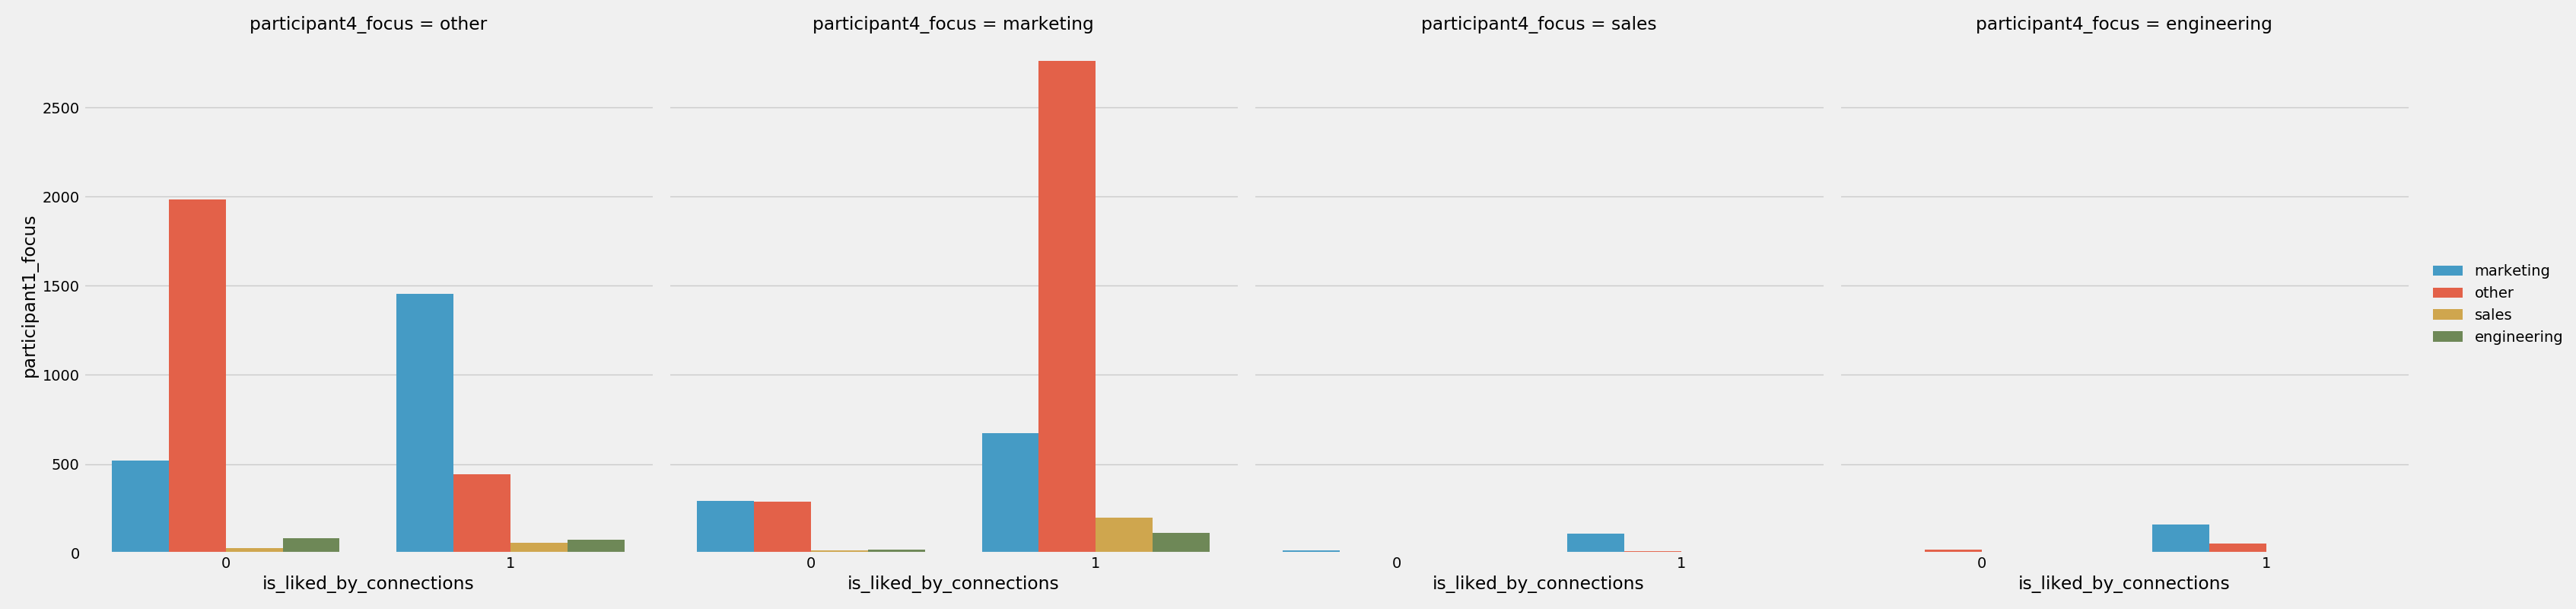 participant4_focus = other
participant4_focus = marketing
participant4_focus = sales
participant4_focus = engineering
participant1_focus
2500
2000
1500
1000
500
0
0 1
0 1
0 1
0 1
is_liked_by_connections
is_liked_by_connections
is_liked_by_connections
is_liked_by_connections
marketing
other
sales
engineering